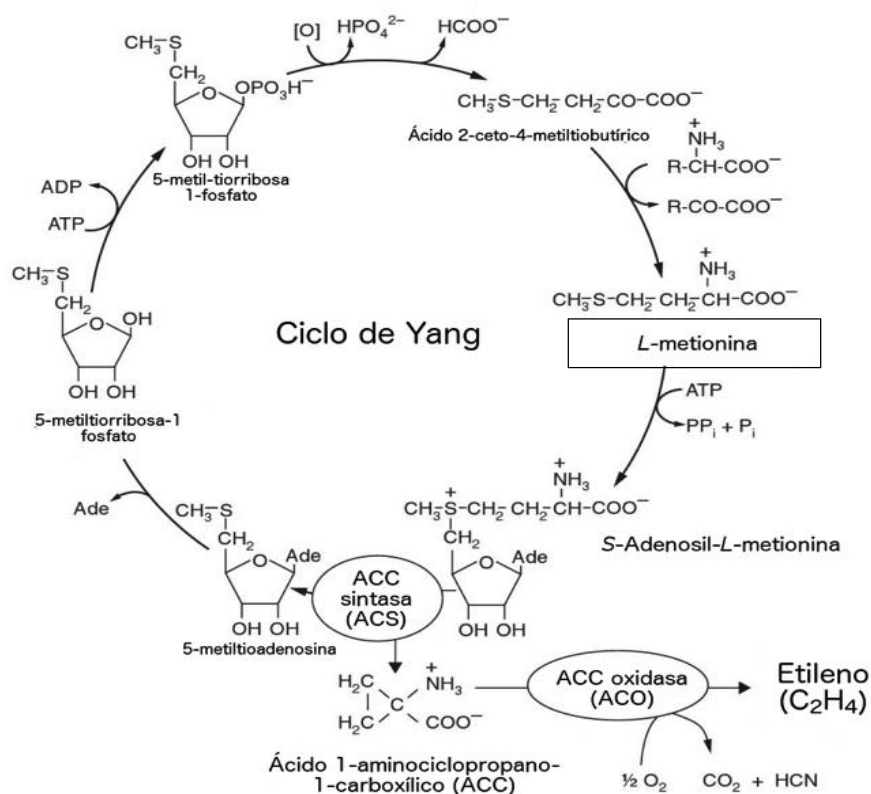 CH₃–S
CH₂
O
OPO₃H⁻
OH OH
5-metil-tiorribosa
1-fosfato
[O]
HPO₄²⁻
HCOO⁻
CH₃–S–CH₂–CH₂–CO–COO⁻
Ácido 2-ceto-4-metiltiobutírico
+
NH₃
R–CH–COO⁻
R–CO–COO⁻
ADP
ATP
CH₃–S
CH₂
O
OH
OH OH
5-metiltiorribosa-1
fosfato
Ciclo de Yang
+
NH₃
CH₃–S–CH₂–CH₂–CH–COO⁻
L-metionina
ATP
PPᵢ + Pᵢ
Ade
CH₃–S
CH₂
O
Ade
OH OH
5-metiltioadenosina
+
NH₃
+
CH₃–S–CH₂–CH₂–CH–COO⁻
CH₂
O
Ade
OH OH
S-Adenosil-L-metionina
ACC
sintasa
(ACS)
+
H₂C
NH₃
C
H₂C
COO⁻
Ácido 1-aminociclopropano-
1-carboxílico (ACC)
ACC oxidasa
(ACO)
Etileno
(C₂H₄)
½ O₂
CO₂ + HCN